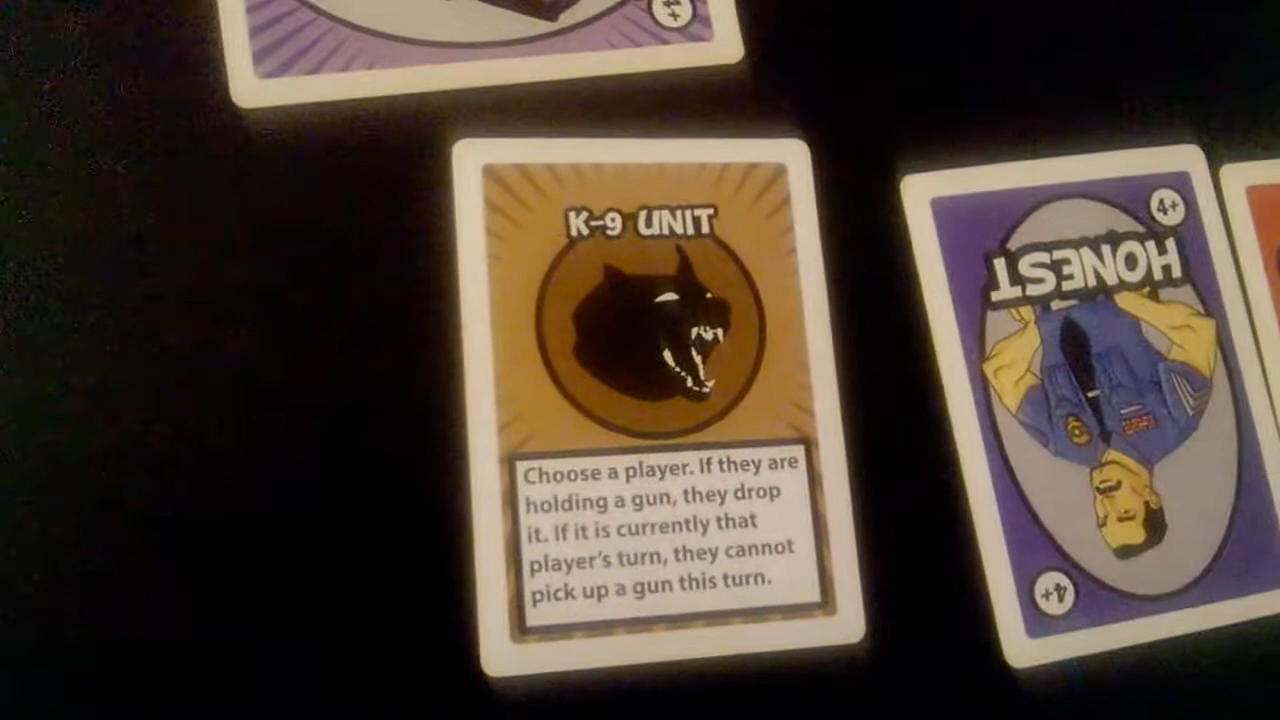 4+
K-9 UNIT
Choose a player. If they are
holding a gun, they drop
it. If it is currently that
player's turn, they cannot
pick up a gun this turn.
4+
HONEST
4+